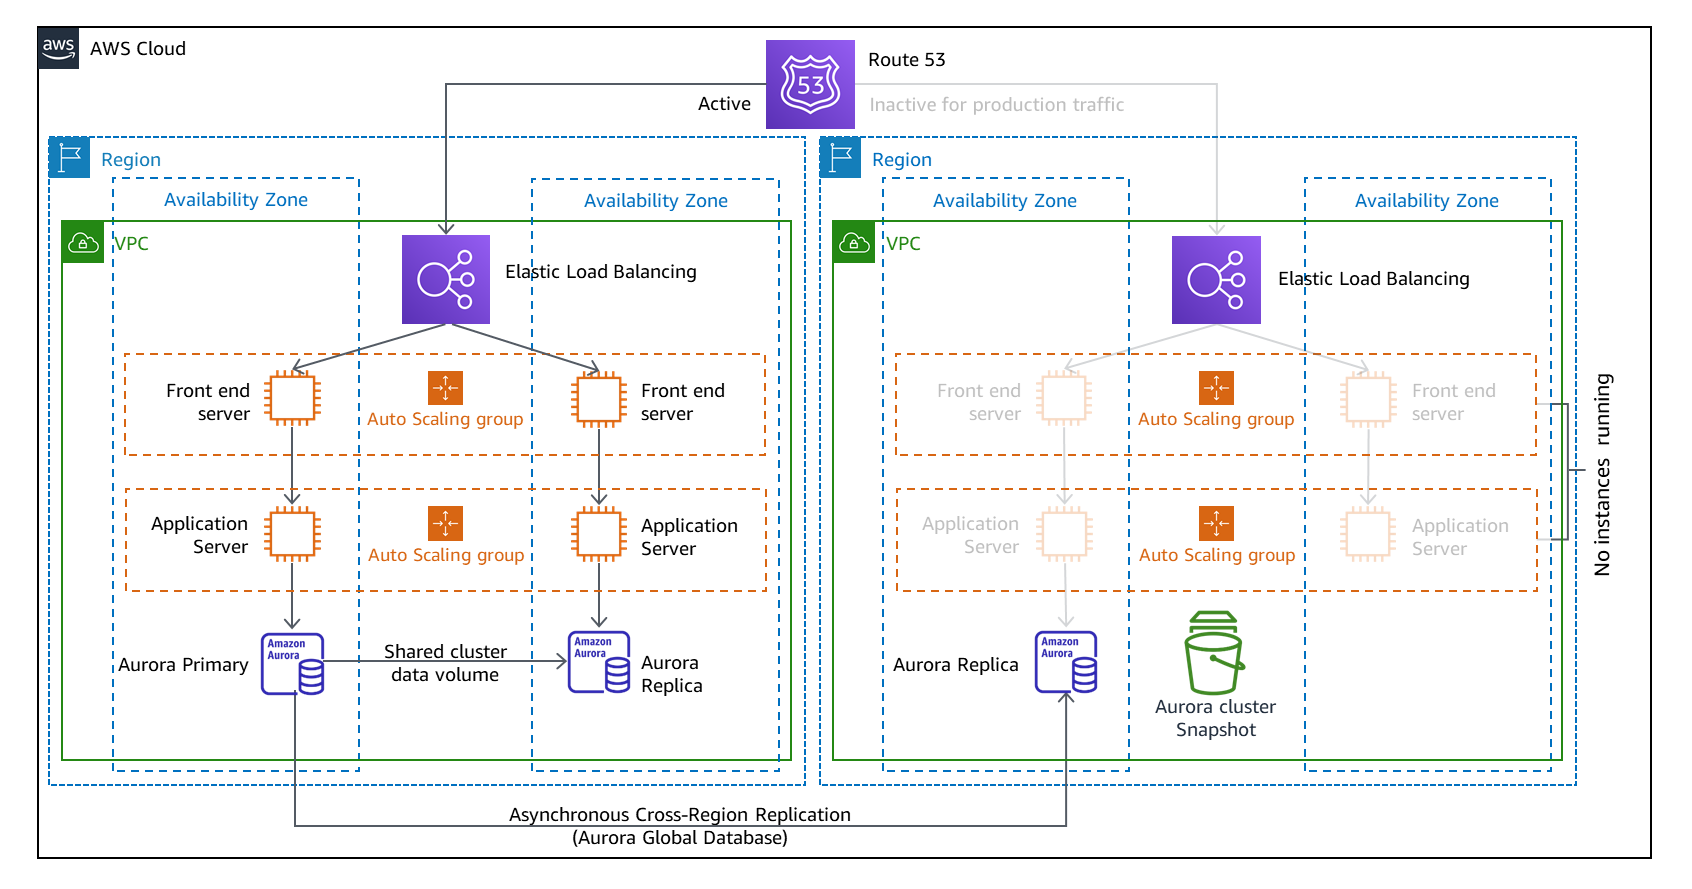 aws
AWS Cloud
53
Route 53
Active
Inactive for production traffic
Region
Availability Zone
Availability Zone
VPC
Elastic Load Balancing
Front end
server
Auto Scaling group
Front end
server
Application
Server
Auto Scaling group
Application
Server
Aurora Primary
Amazon
Aurora
Shared cluster
data volume
Amazon
Aurora
Aurora
Replica
Region
Availability Zone
Availability Zone
VPC
Elastic Load Balancing
Front end
server
Auto Scaling group
Front end
server
Application
Server
Auto Scaling group
Application
Server
No instances running
Aurora Replica
Amazon
Aurora
Aurora cluster
Snapshot
Asynchronous Cross-Region Replication
(Aurora Global Database)